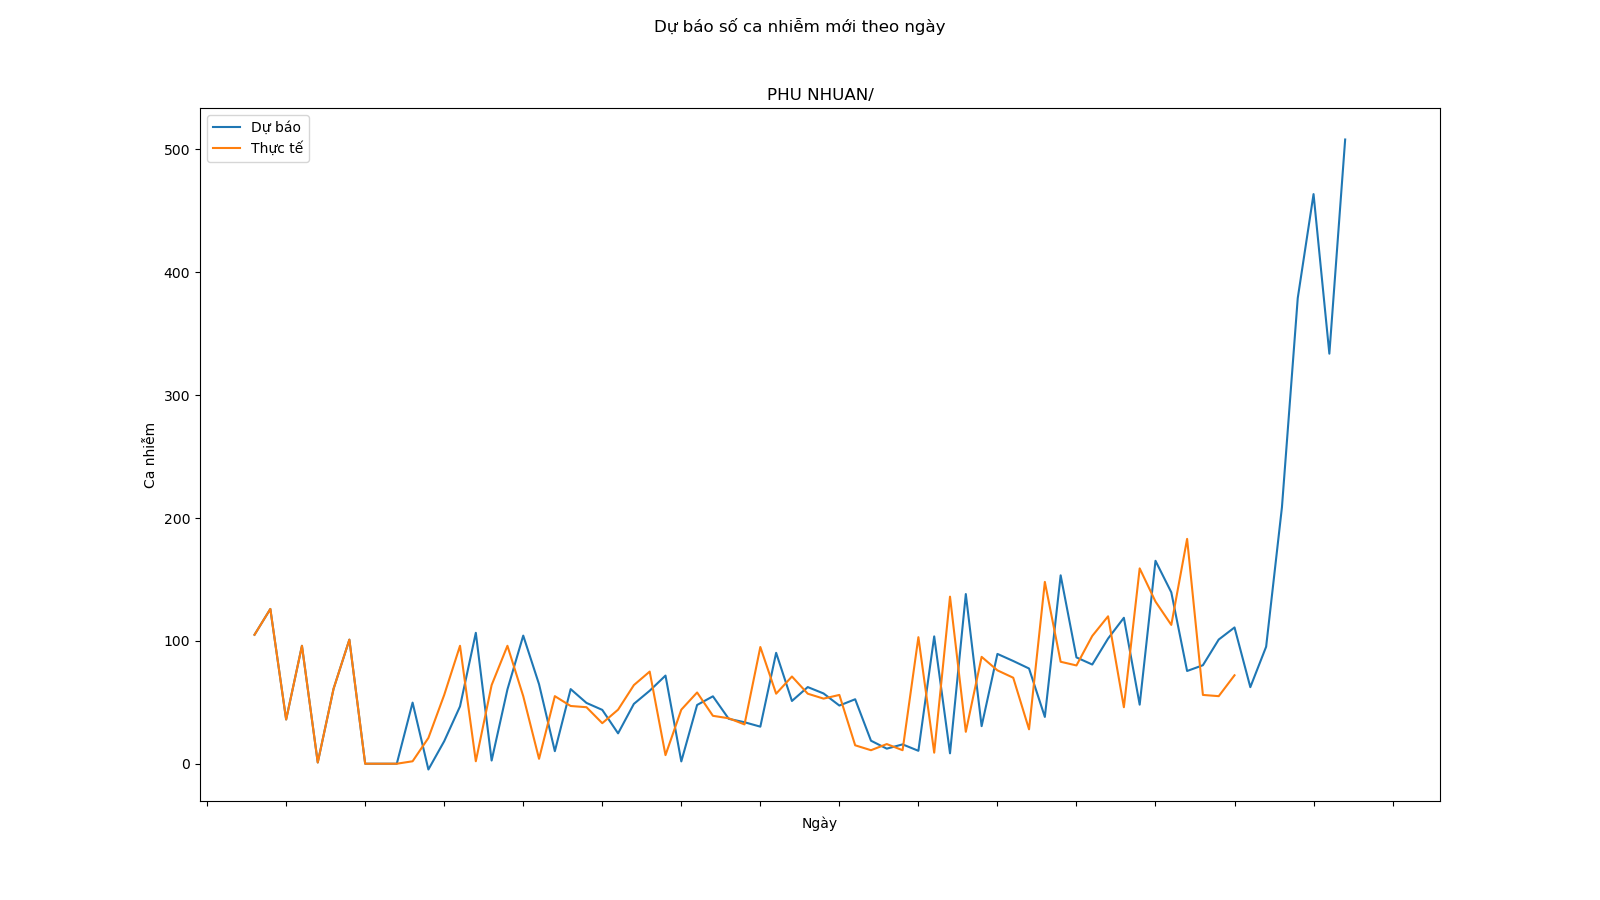 Dự báo số ca nhiễm mới theo ngày
PHU NHUAN/
Dự báo
Thực tế
500
400
300
200
100
0
Ca nhiễm
Ngày